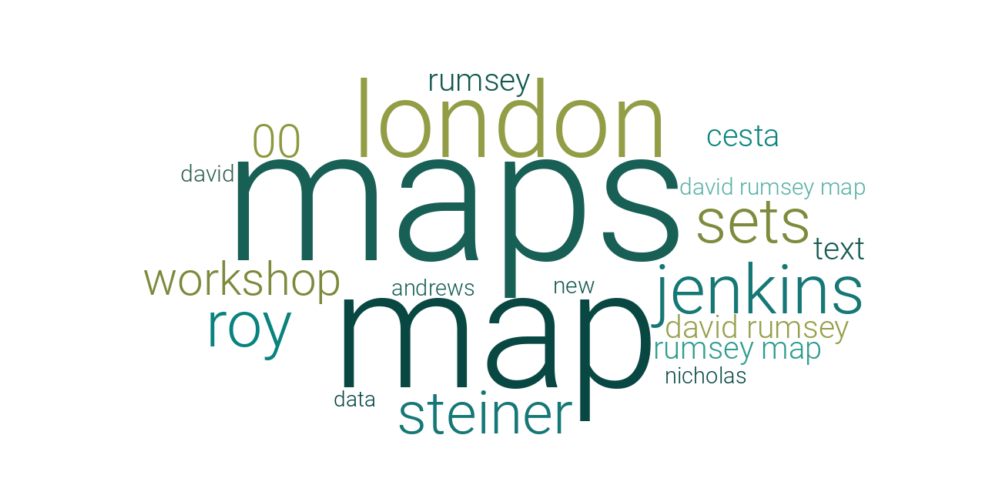 rumsey
london
00
cesta
maps
david
david rumsey map
sets
text
workshop
andrews
new
jenkins
map
roy
david rumsey
rumsey map
nicholas
data
steiner